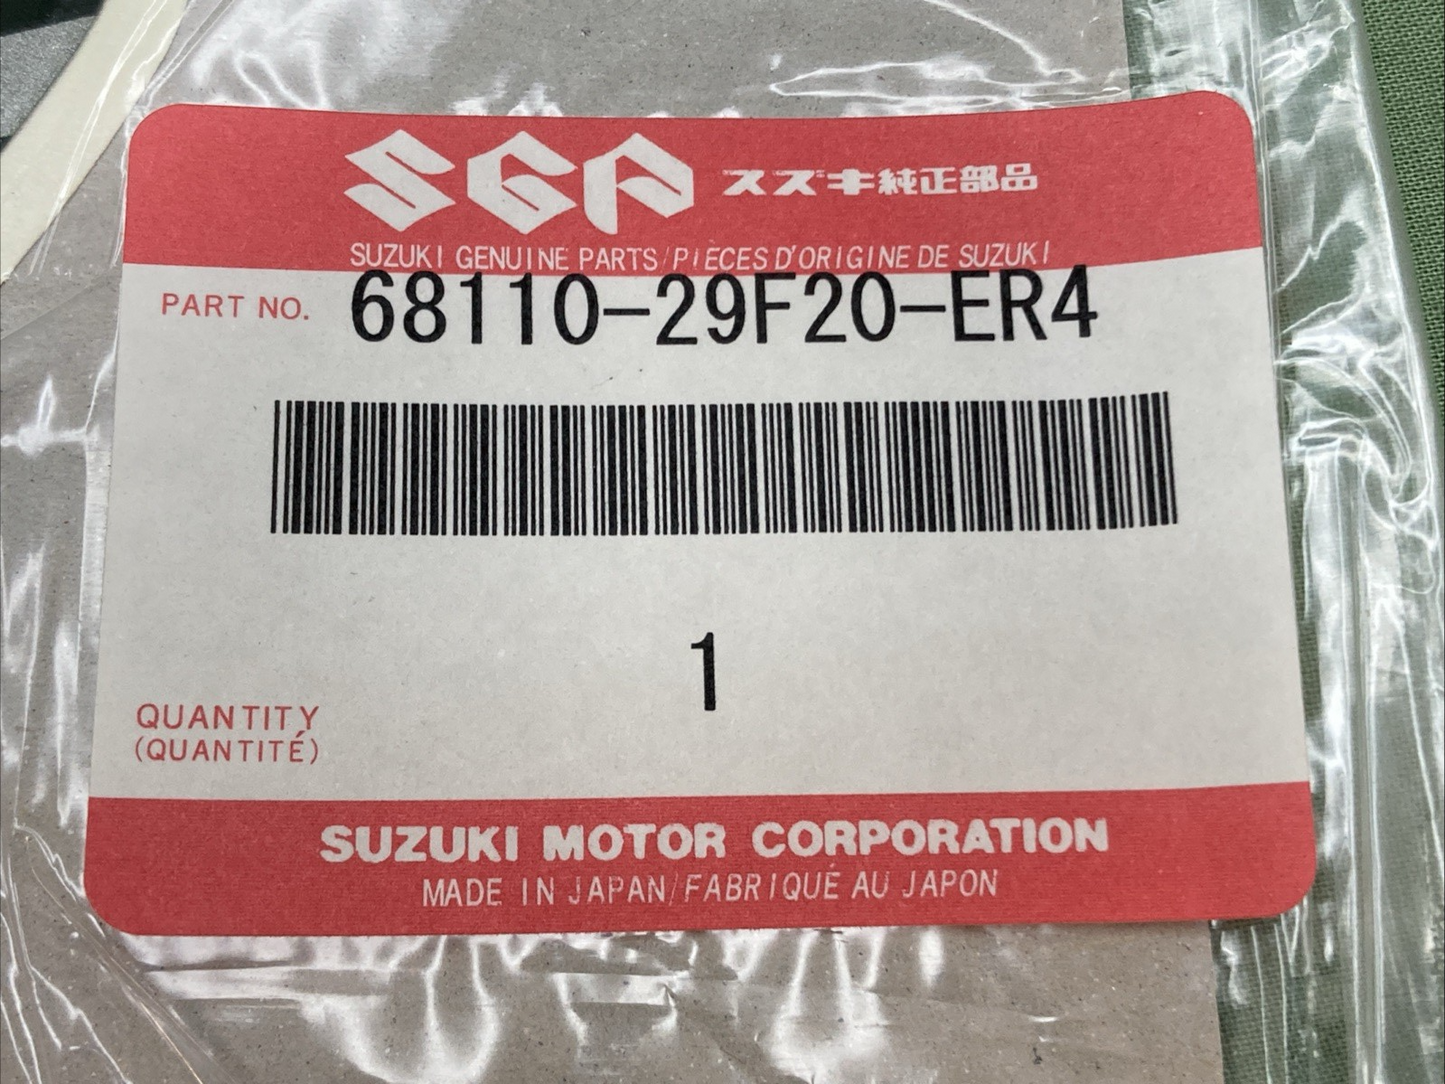 SGP スズキ純正部品
SUZUKI GENUINE PARTS/PIÈCES D'ORIGINE DE SUZUKI
PART NO. 68110-29F20-ER4
1
QUANTITY
(QUANTITÉ)
SUZUKI MOTOR CORPORATION
MADE IN JAPAN/FABRIQUÉ AU JAPON